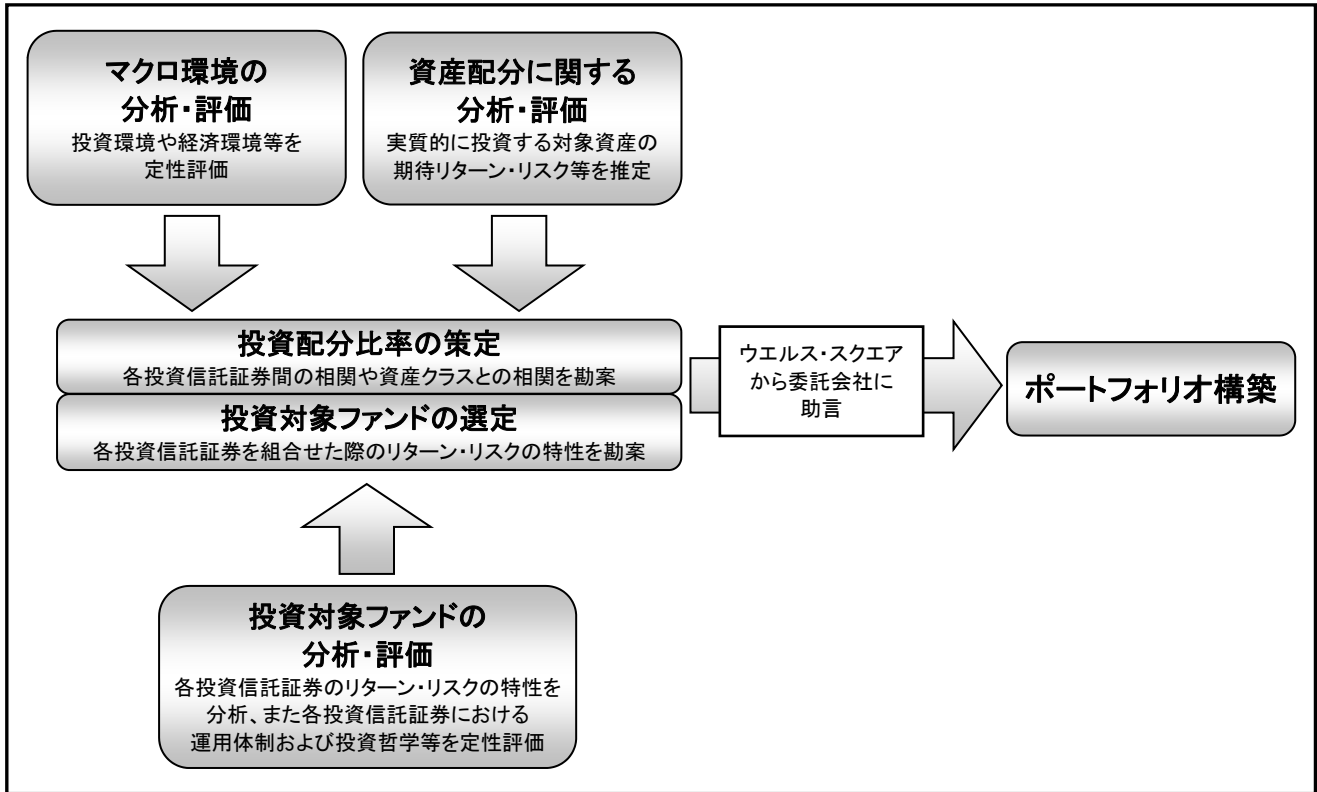 マクロ環境の
分析・評価
投資環境や経済環境等を
定性評価
資産配分に関する
分析・評価
実質的に投資する対象資産の
期待リターン・リスク等を推定
投資配分比率の策定
各投資信託証券間の相関や資産クラスとの相関を勘案
投資対象ファンドの選定
各投資信託証券を組合せた際のリターン・リスクの特性を勘案
ウエルス・スクエア
から委託会社に
助言
ポートフォリオ構築
投資対象ファンドの
分析・評価
各投資信託証券のリターン・リスクの特性を
分析、また各投資信託証券における
運用体制および投資哲学等を定性評価